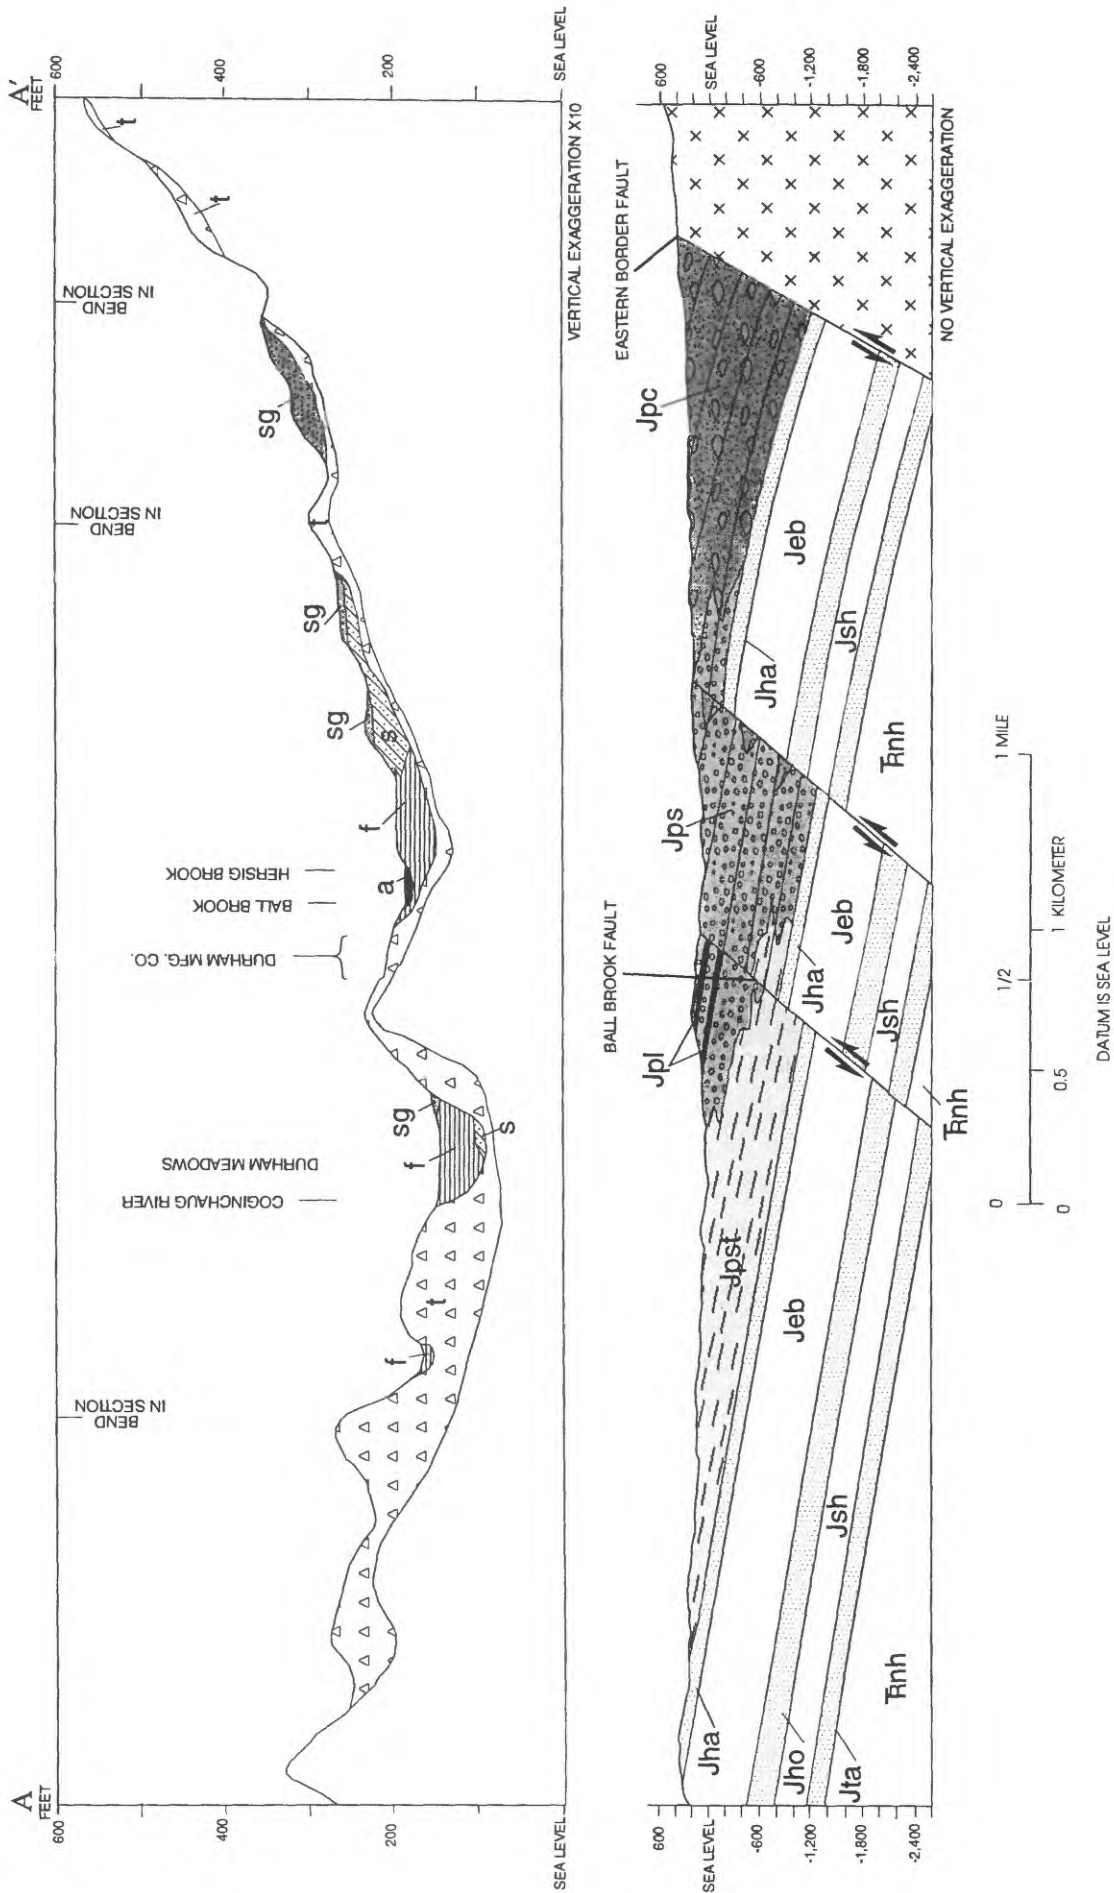 A
FEET
600
400
200
SEA LEVEL
BEND
IN SECTION
COGINCHAUG RIVER
DURHAM MEADOWS
DURHAM MFG. CO.
BALL BROOK
HERSIG BROOK
BEND
IN SECTION
BEND
IN SECTION
A'
FEET
600
400
200
SEA LEVEL
f
t
f
sg
s
a
f
sg
s
sg
t
sg
t
t
VERTICAL EXAGGERATION X10
600
SEA LEVEL
-600
-1,200
-1,800
-2,400
BALL BROOK FAULT
EASTERN BORDER FAULT
600
SEA LEVEL
-600
-1,200
-1,800
-2,400
Jha
Jho
Jta
Ꞃnh
Jsh
Jeb
Jpst
Jpl
Jps
Jpc
Ꞃnh
Jsh
Jha
Jeb
Jha
Ꞃnh
Jsh
Jeb
NO VERTICAL EXAGGERATION
0 1/2 1 MILE
0 0.5 1 KILOMETER
DATUM IS SEA LEVEL